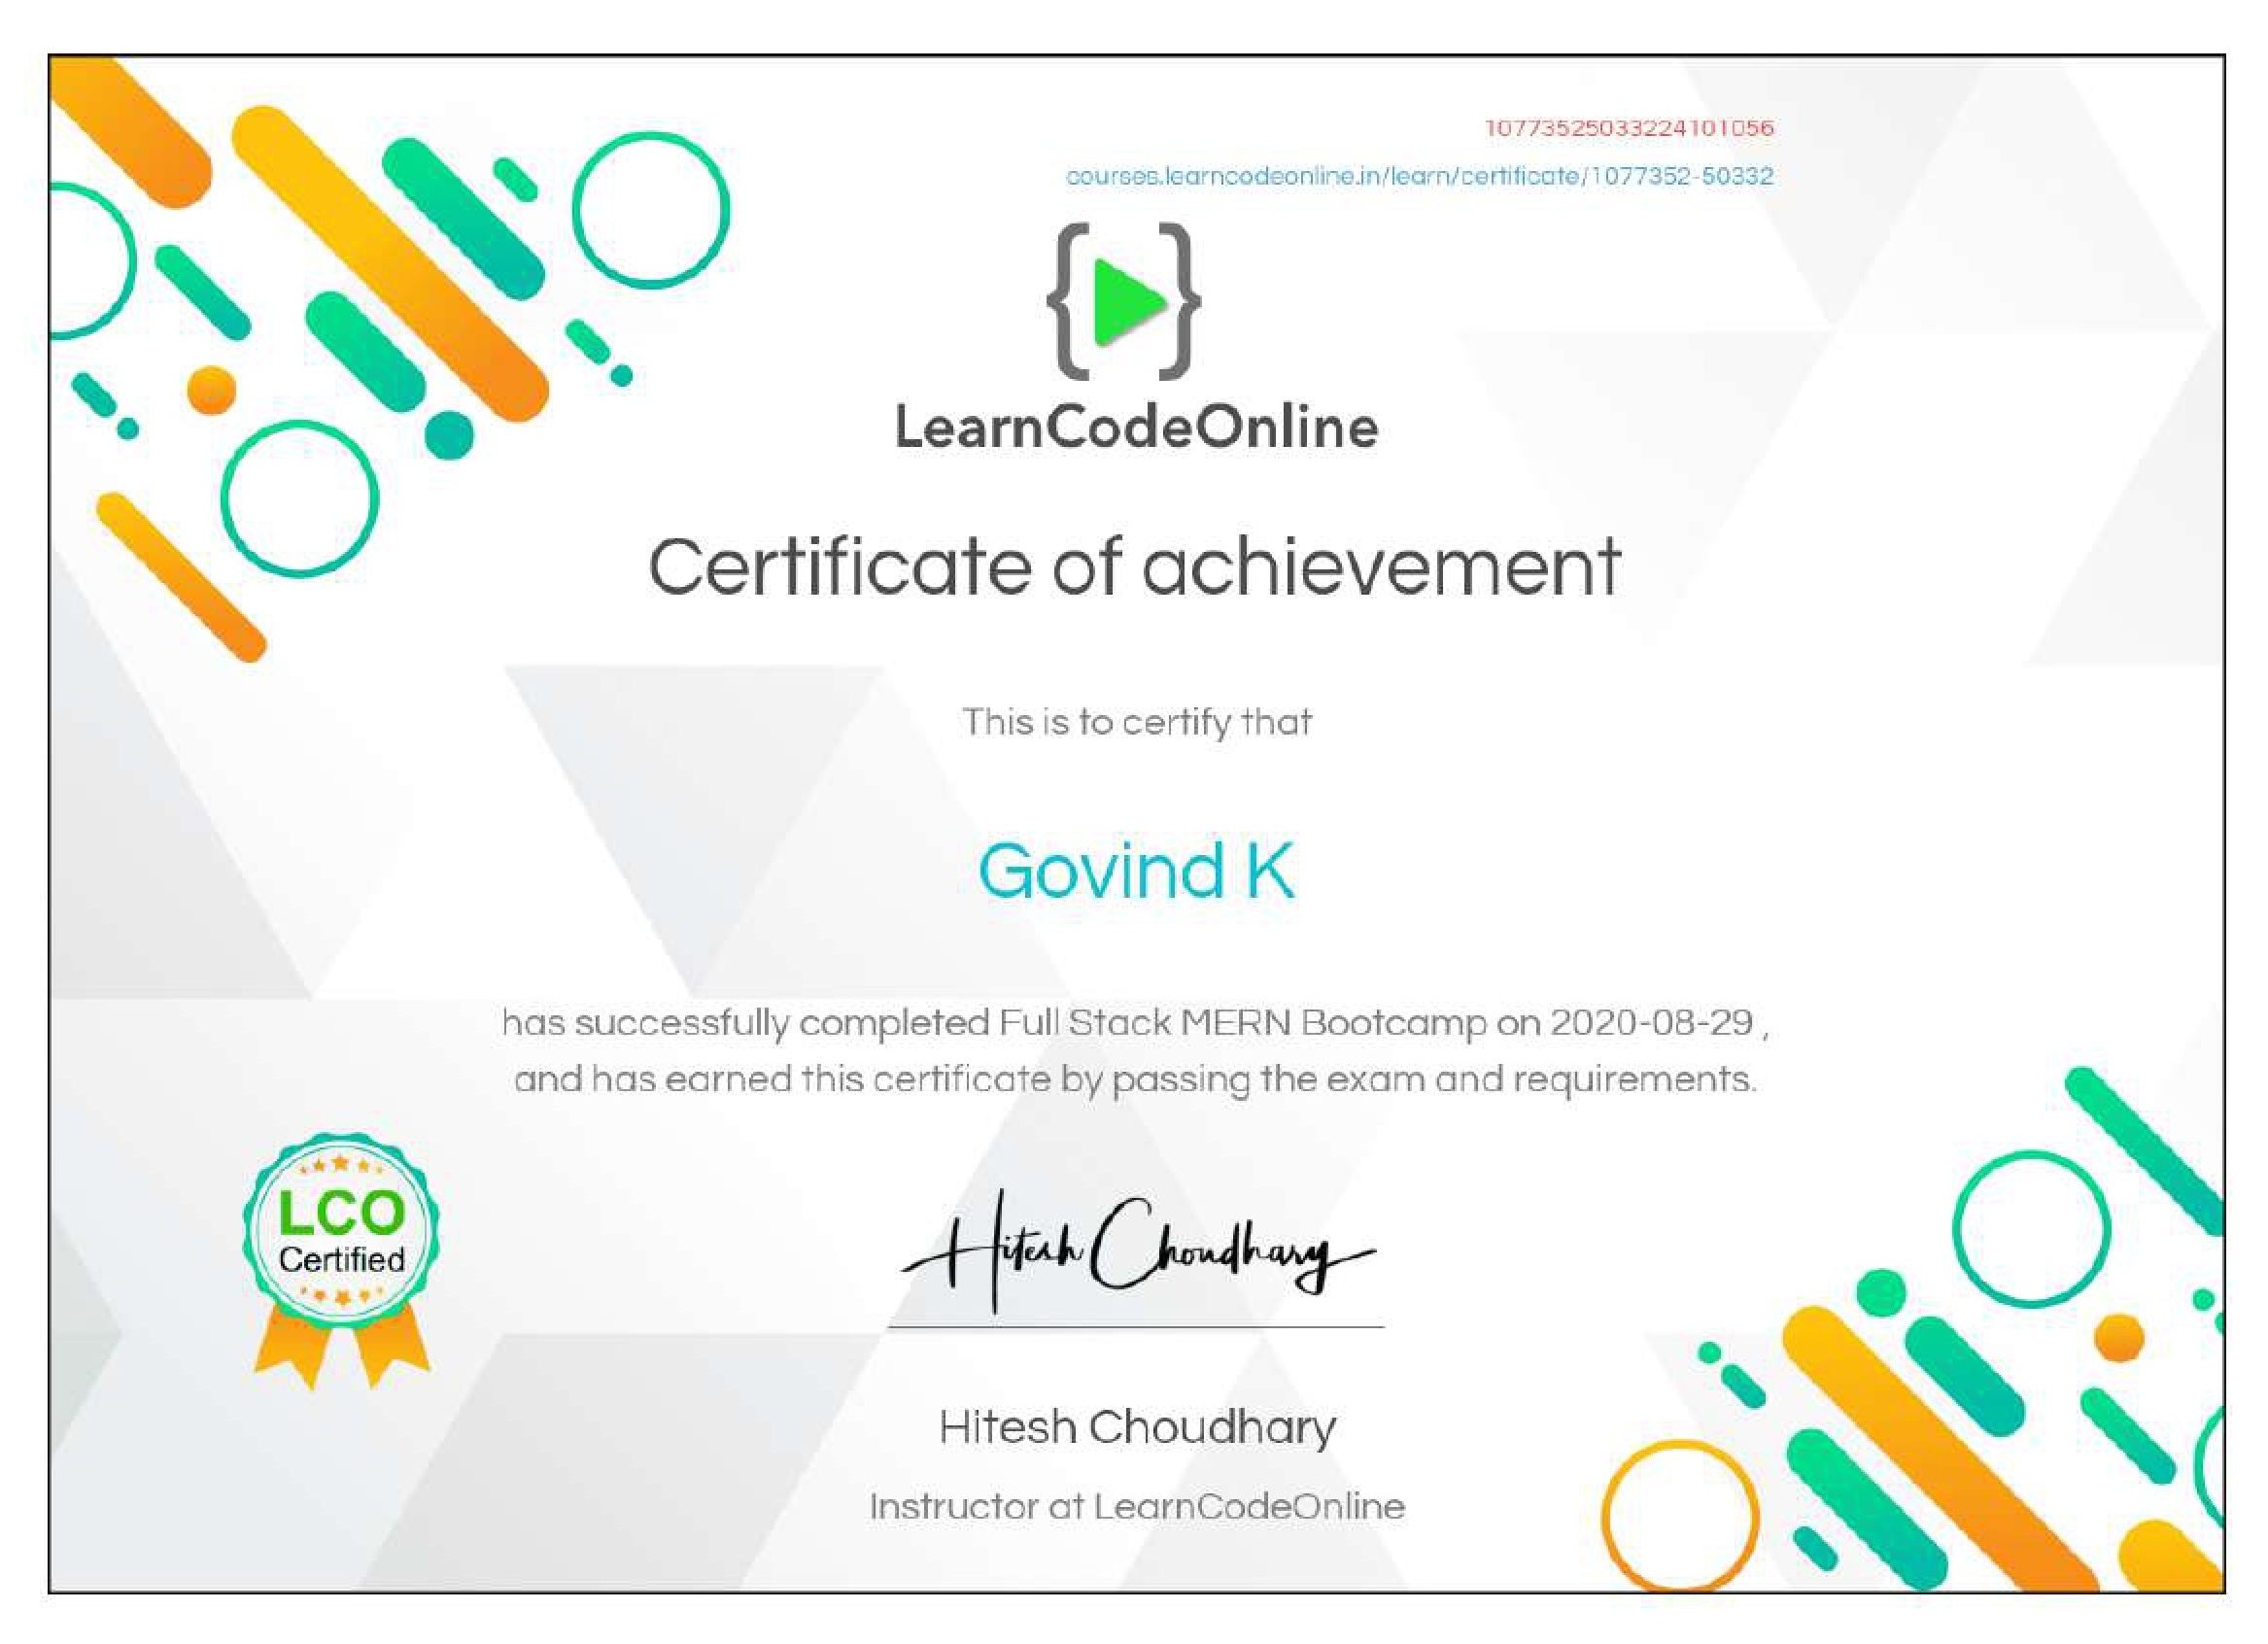 10773525033224101056
courses.learncodeonline.in/learn/certificate/1077352-50332
LearnCodeOnline
Certificate of achievement
This is to certify that
Govind K
has successfully completed Full Stack MERN Bootcamp on 2020-08-29 ,
and has earned this certificate by passing the exam and requirements.
LCO
Certified
Hitesh Choudhary
Hitesh Choudhary
Instructor at LearnCodeOnline